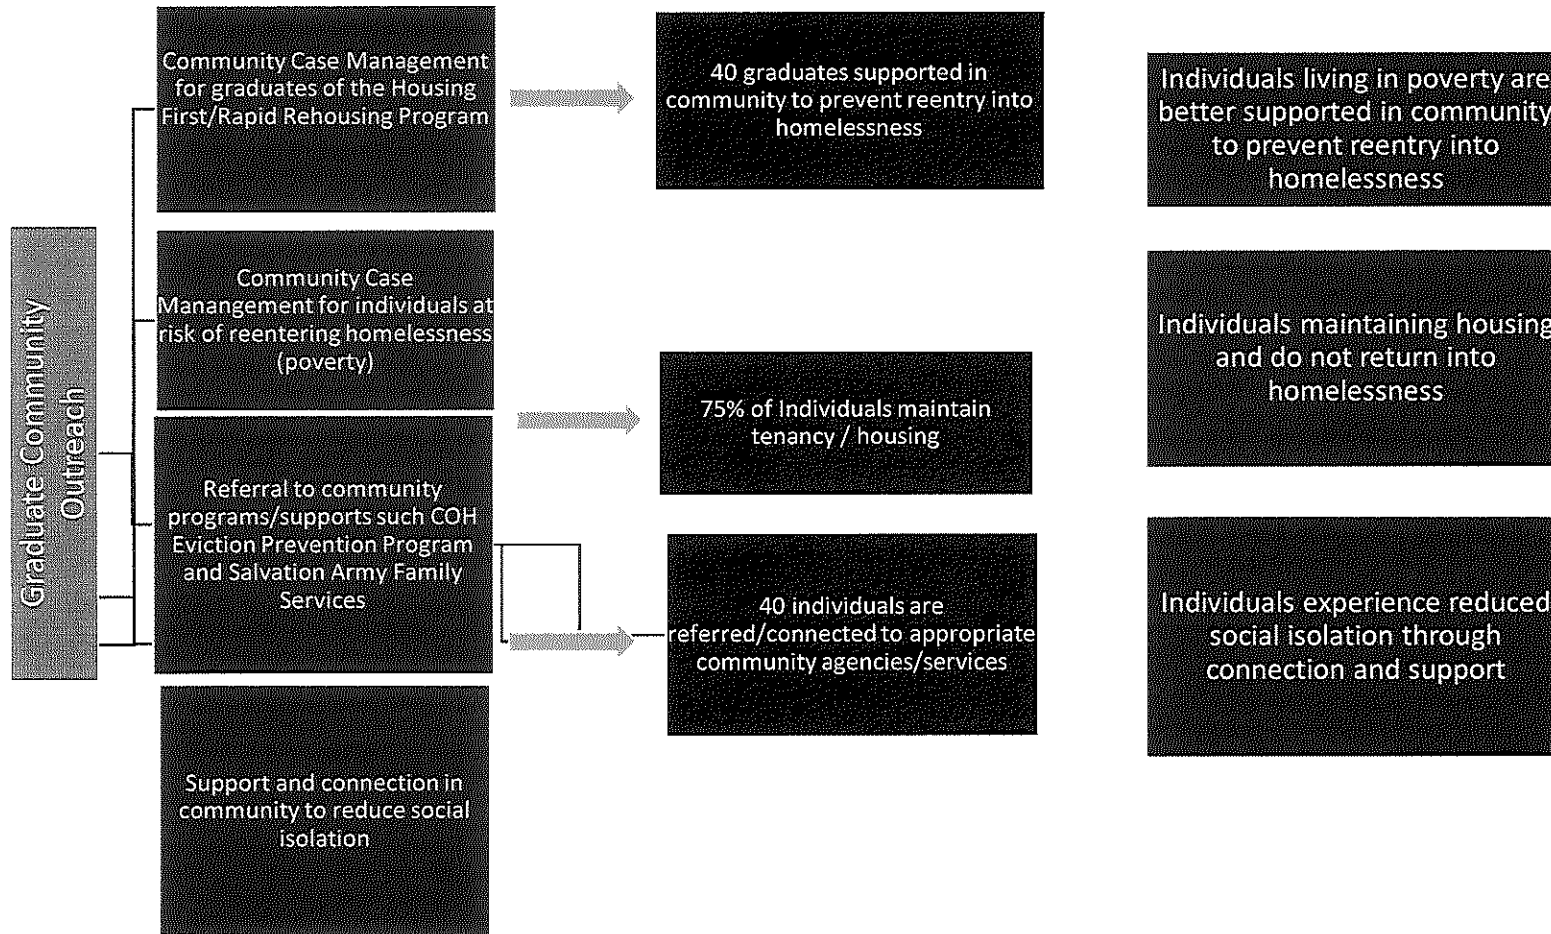 Graduate Community
Outreach
Community Case Management
for graduates of the Housing
First/Rapid Rehousing Program
Community Case
Manangement for individuals at
risk of reentering homelessness
(poverty)
Referral to community
programs/supports such COH
Eviction Prevention Program
and Salvation Army Family
Services
Support and connection in
community to reduce social
isolation
40 graduates supported in
community to prevent reentry into
homelessness
75% of Individuals maintain
tenancy / housing
40 individuals are
referred/connected to appropriate
community agencies/services
Individuals living in poverty are
better supported in community
to prevent reentry into
homelessness
Individuals maintaining housing
and do not return into
homelessness
Individuals experience reduced
social isolation through
connection and support